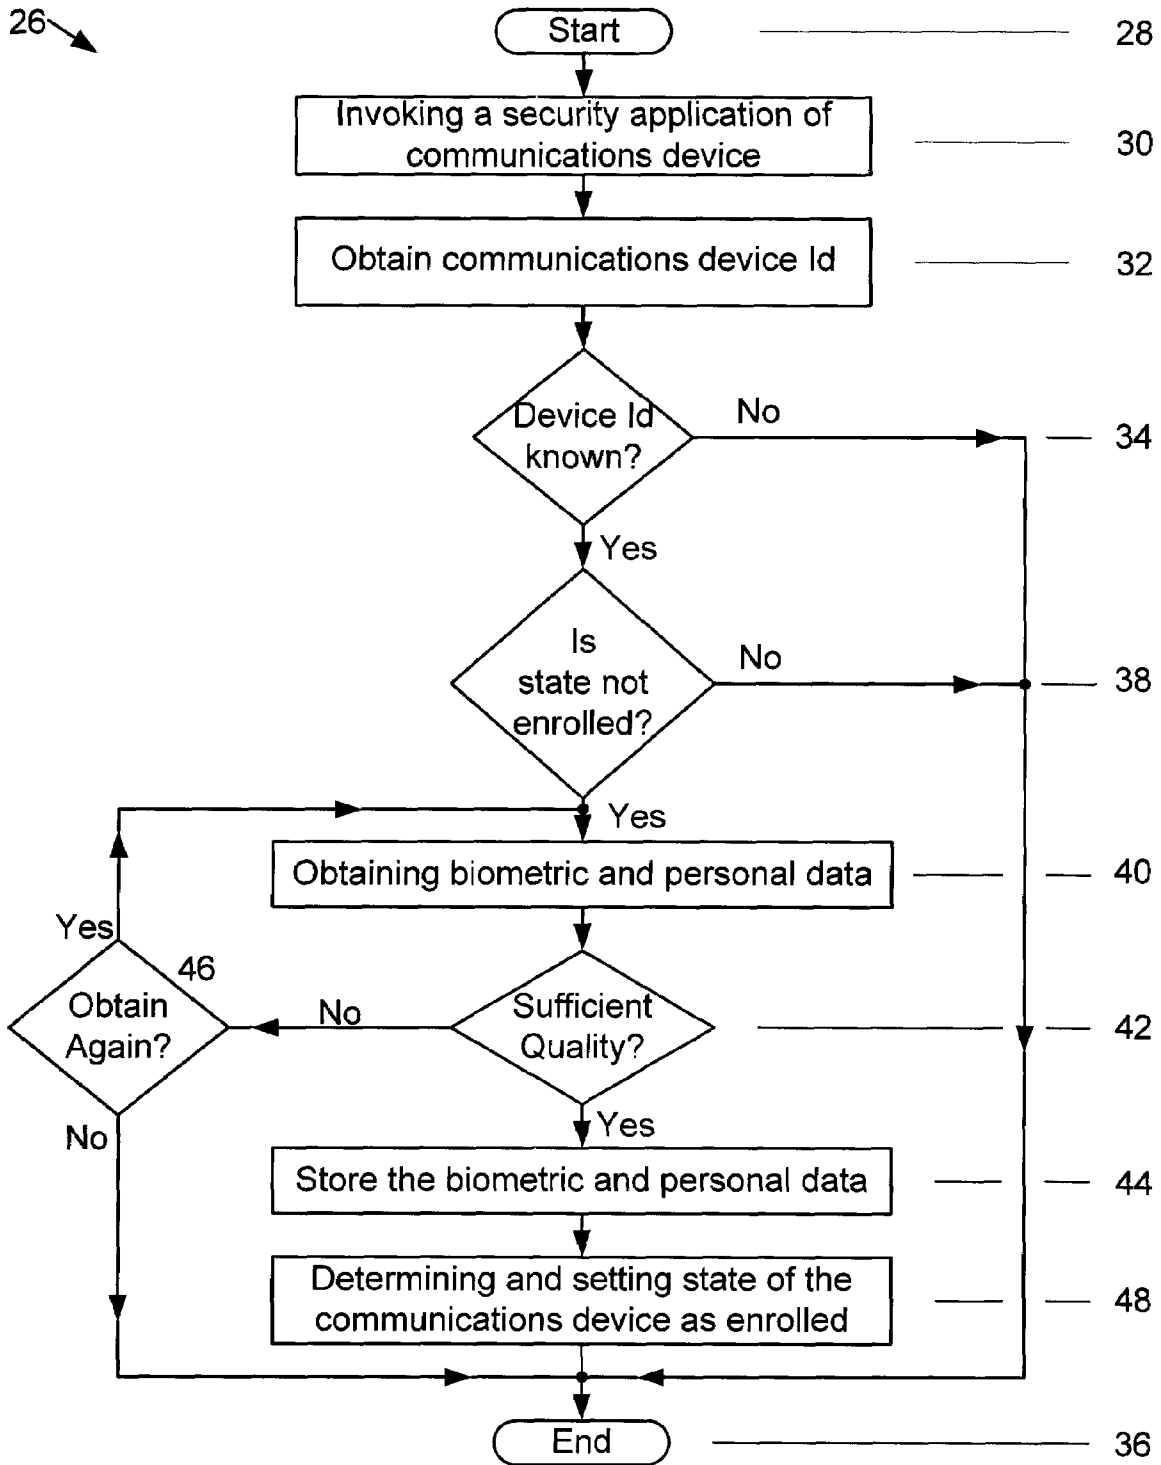 26
Start
28
Invoking a security application of
communications device
30
Obtain communications device Id
32
Device Id
known?
No
34
Yes
Is
state not
enrolled?
No
38
Yes
Obtaining biometric and personal data
40
Yes
46
Obtain
Again?
No
Sufficient
Quality?
42
No
Yes
Store the biometric and personal data
44
Determining and setting state of the
communications device as enrolled
48
End
36